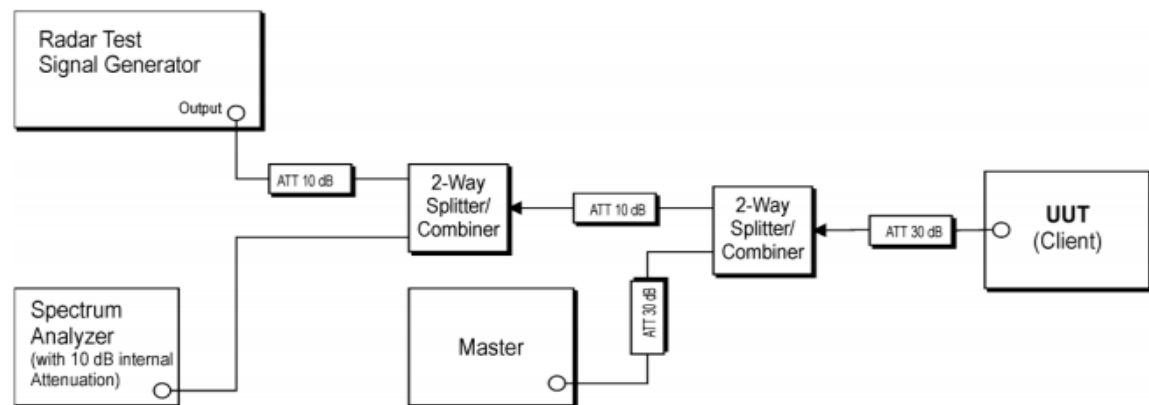 Radar Test
Signal Generator
Output
ATT 10 dB
2-Way
Splitter/
Combiner
ATT 10 dB
2-Way
Splitter/
Combiner
ATT 30 dB
UUT
(Client)
Spectrum
Analyzer
(with 10 dB internal
Attenuation)
Master
ATT 30 dB